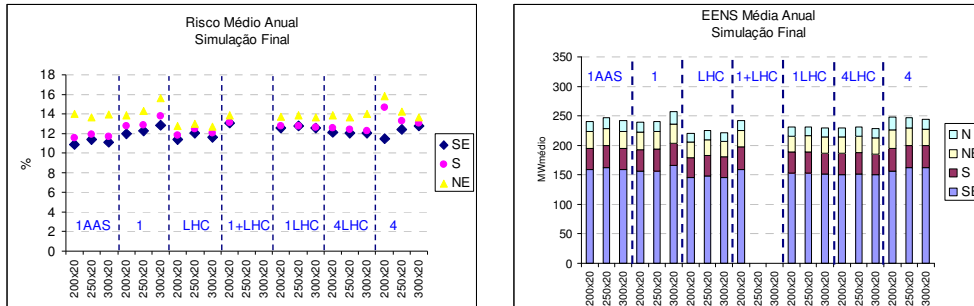 Risco Médio Anual
Simulação Final
18
16
14
12
10
8
6
4
2
0
%
1AAS 1 LHC 1+LHC 1LHC 4LHC 4
200x20 250x20 300x20 200x20 250x20 300x20 200x20 250x20 300x20 200x20 250x20 300x20 200x20 250x20 300x20 200x20 250x20 300x20 200x20 250x20 300x20
SE
S
NE
EENS Média Anual
Simulação Final
350
300
250
200
150
100
50
0
MWmédio
1AAS 1 LHC 1+LHC 1LHC 4LHC 4
200x20 250x20 300x20 200x20 250x20 300x20 200x20 250x20 300x20 200x20 250x20 300x20 200x20 250x20 300x20 200x20 250x20 300x20 200x20 250x20 300x20
N
NE
S
SE